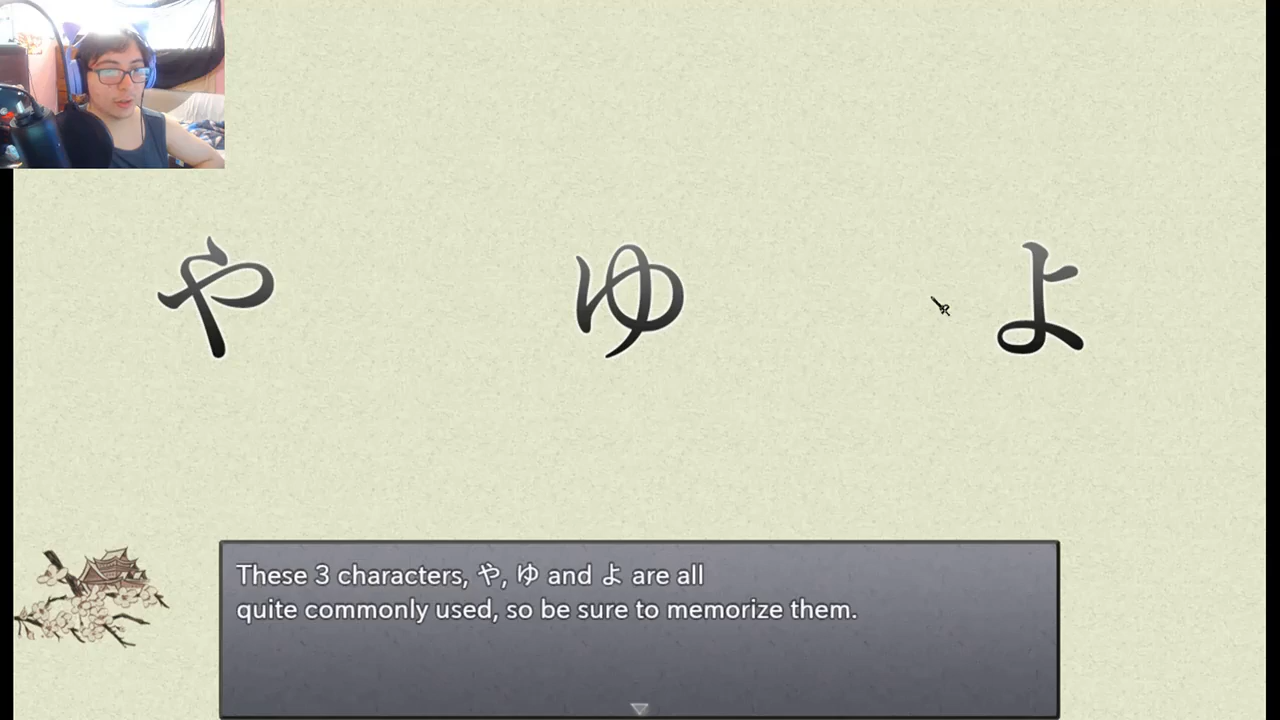 や ゆ よ
These 3 characters, や, ゆ and よ are all
quite commonly used, so be sure to memorize them.